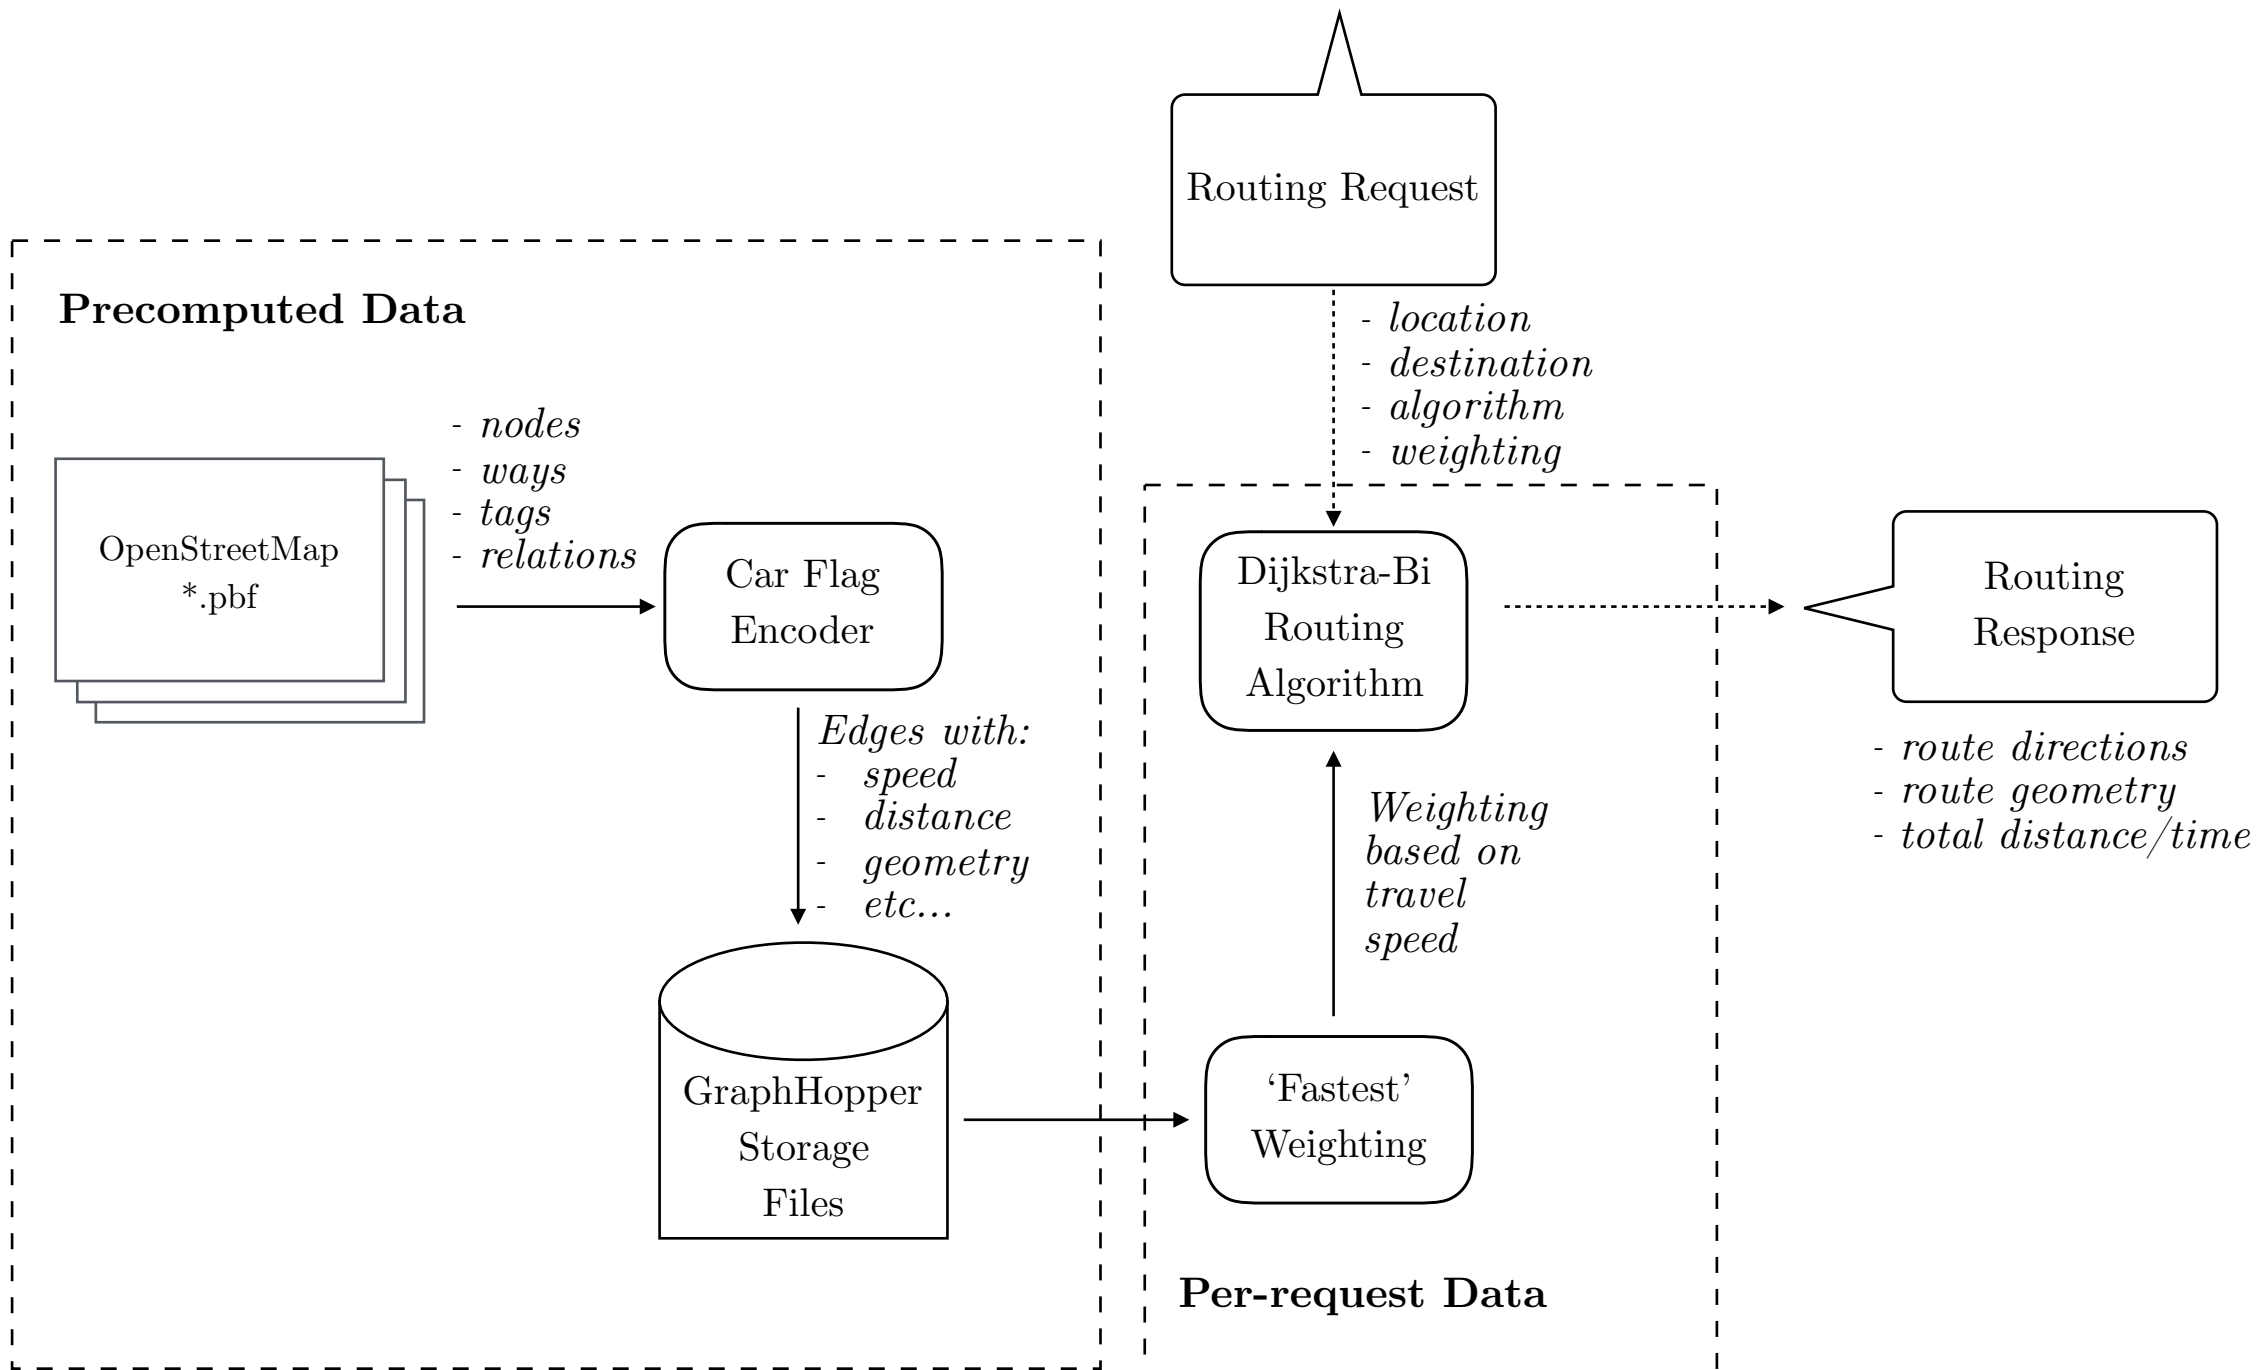 Routing Request
- location
- destination
- algorithm
- weighting
Precomputed Data
OpenStreetMap
*.pbf
- nodes
- ways
- tags
- relations
Car Flag
Encoder
Edges with:
- speed
- distance
- geometry
- etc...
GraphHopper
Storage
Files
Dijkstra-Bi
Routing
Algorithm
Weighting
based on
travel
speed
‘Fastest’
Weighting
Per-request Data
Routing
Response
- route directions
- route geometry
- total distance/time